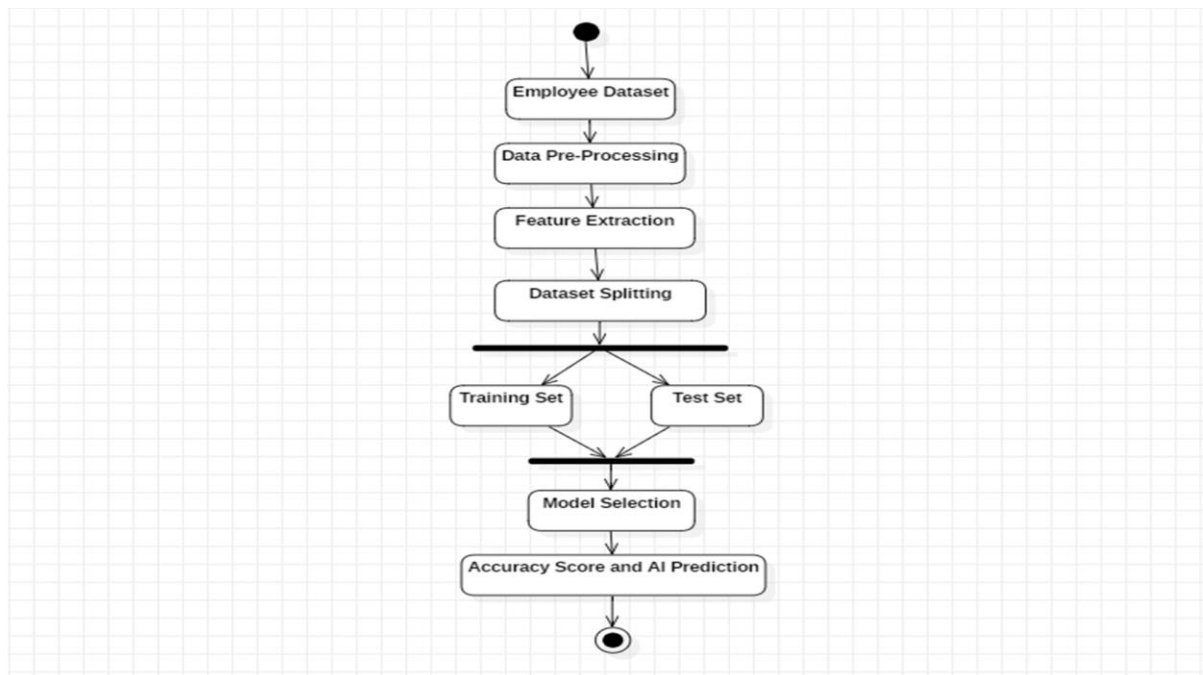 Employee Dataset
Data Pre-Processing
Feature Extraction
Dataset Splitting
Training Set
Test Set
Model Selection
Accuracy Score and AI Prediction